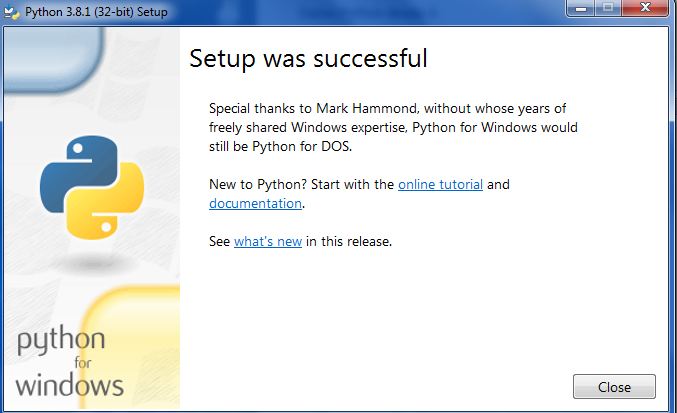 Python 3.8.1 (32-bit) Setup
Setup was successful
Special thanks to Mark Hammond, without whose years of
freely shared Windows expertise, Python for Windows would
still be Python for DOS.
New to Python? Start with the online tutorial and
documentation.
See what's new in this release.
python
for
windows
Close